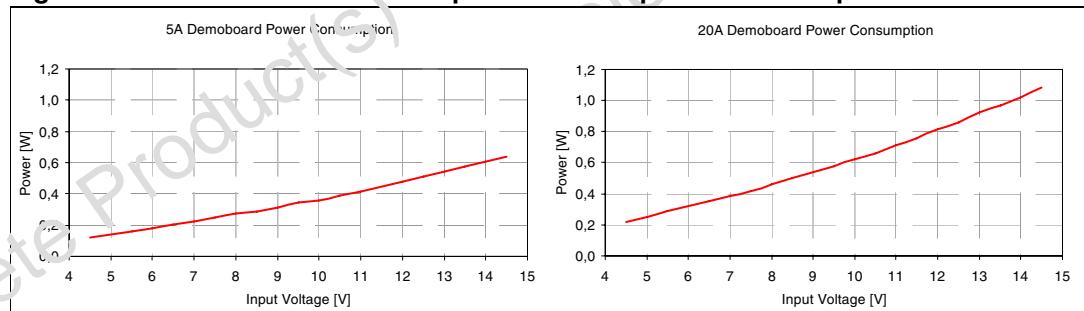 5A Demoboard Power Consumption
1,2
1,0
0,8
0,6
0,4
0,2
0,0
Power [W]
4 5 6 7 8 9 10 11 12 13 14 15
Input Voltage [V]
20A Demoboard Power Consumption
1,2
1,0
0,8
0,6
0,4
0,2
0,0
Power [W]
4 5 6 7 8 9 10 11 12 13 14 15
Input Voltage [V]
ete Product(s)